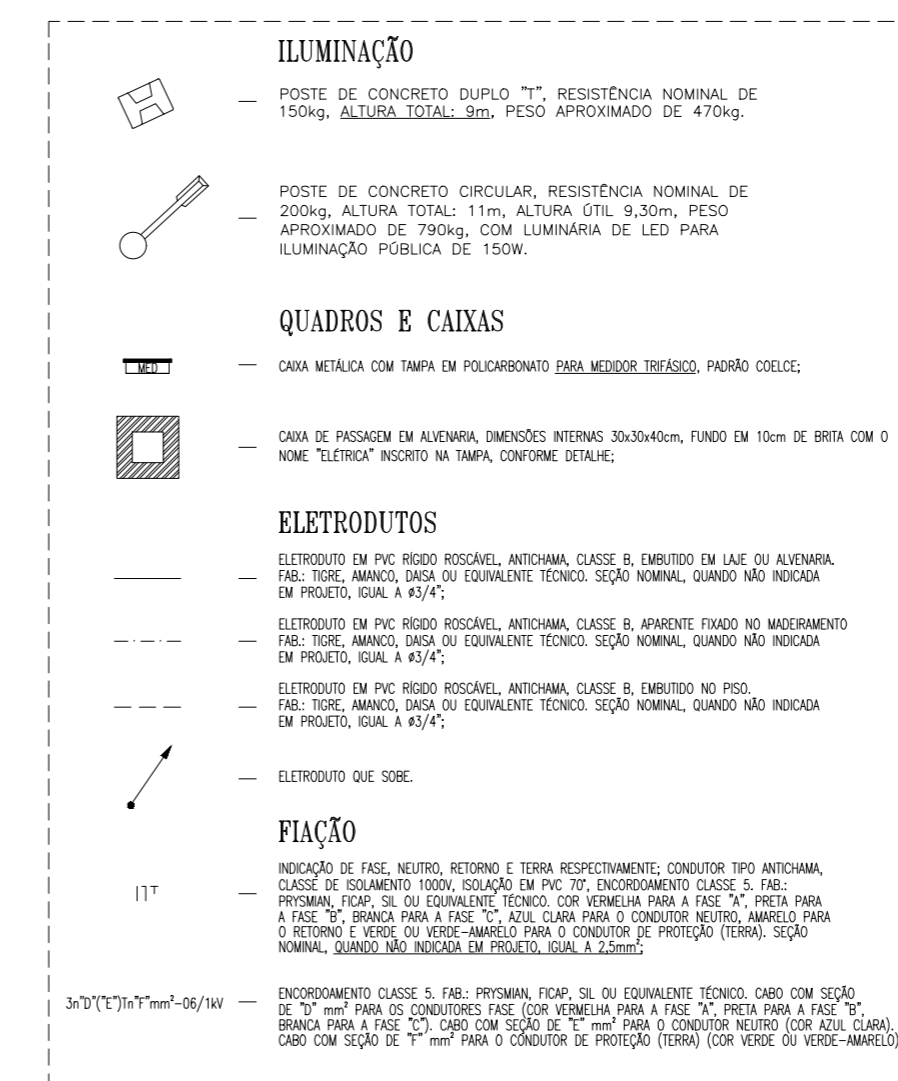 ILUMINAÇÃO
POSTE DE CONCRETO DUPLO "T", RESISTÊNCIA NOMINAL DE
150kg, ALTURA TOTAL: 9m, PESO APROXIMADO DE 470kg.
POSTE DE CONCRETO CIRCULAR, RESISTÊNCIA NOMINAL DE
200kg, ALTURA TOTAL: 11m, ALTURA ÚTIL 9,30m, PESO
APROXIMADO DE 790kg, COM LUMINÁRIA DE LED PARA
ILUMINAÇÃO PÚBLICA DE 150W.
QUADROS E CAIXAS
MED
CAIXA METÁLICA COM TAMPA EM POLICARBONATO PARA MEDIDOR TRIFÁSICO, PADRÃO COELCE;
CAIXA DE PASSAGEM EM ALVENARIA, DIMENSÕES INTERNAS 30x30x40cm, FUNDO EM 10cm DE BRITA COM O
NOME "ELÉTRICA" INSCRITO NA TAMPA, CONFORME DETALHE;
ELETRODUTOS
ELETRODUTO EM PVC RÍGIDO ROSCÁVEL, ANTICHAMA, CLASSE B, EMBUTIDO EM LAJE OU ALVENARIA.
FAB.: TIGRE, AMANCO, DAISA OU EQUIVALENTE TÉCNICO. SEÇÃO NOMINAL, QUANDO NÃO INDICADA
EM PROJETO, IGUAL A ø3/4";
ELETRODUTO EM PVC RÍGIDO ROSCÁVEL, ANTICHAMA, CLASSE B, APARENTE FIXADO NO MADEIRAMENTO
FAB.: TIGRE, AMANCO, DAISA OU EQUIVALENTE TÉCNICO. SEÇÃO NOMINAL, QUANDO NÃO INDICADA
EM PROJETO, IGUAL A ø3/4";
ELETRODUTO EM PVC RÍGIDO ROSCÁVEL, ANTICHAMA, CLASSE B, EMBUTIDO NO PISO.
FAB.: TIGRE, AMANCO, DAISA OU EQUIVALENTE TÉCNICO. SEÇÃO NOMINAL, QUANDO NÃO INDICADA
EM PROJETO, IGUAL A ø3/4";
ELETRODUTO QUE SOBE.
FIAÇÃO
INDICAÇÃO DE FASE, NEUTRO, RETORNO E TERRA RESPECTIVAMENTE; CONDUTOR TIPO ANTICHAMA,
CLASSE DE ISOLAMENTO 1000V, ISOLAÇÃO EM PVC 70°, ENCORDOAMENTO CLASSE 5. FAB.:
PRYSMIAN, FICAP, SIL OU EQUIVALENTE TÉCNICO. COR VERMELHA PARA A FASE "A", PRETA PARA
A FASE "B", BRANCA PARA A FASE "C", AZUL CLARA PARA O CONDUTOR NEUTRO, AMARELO PARA
O RETORNO E VERDE OU VERDE-AMARELO PARA O CONDUTOR DE PROTEÇÃO (TERRA). SEÇÃO
NOMINAL, QUANDO NÃO INDICADA EM PROJETO, IGUAL A 2,5mm²;
3n"D"("E")Tn"F"mm²-06/1kV
ENCORDOAMENTO CLASSE 5. FAB.: PRYSMIAN, FICAP, SIL OU EQUIVALENTE TÉCNICO. CABO COM SEÇÃO
DE "D" mm² PARA OS CONDUTORES FASE (COR VERMELHA PARA A FASE "A", PRETA PARA A FASE "B",
BRANCA PARA A FASE "C"). CABO COM SEÇÃO DE "E" mm² PARA O CONDUTOR NEUTRO (COR AZUL CLARA).
CABO COM SEÇÃO DE "F" mm² PARA O CONDUTOR DE PROTEÇÃO (TERRA) (COR VERDE OU VERDE-AMARELO)